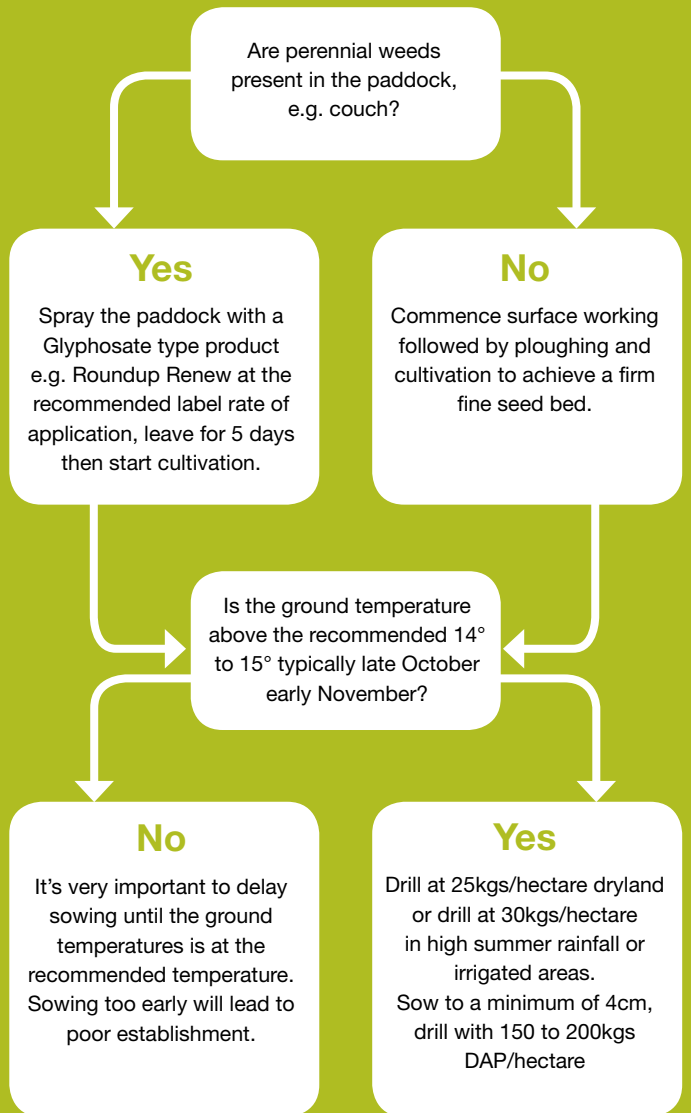 Are perennial weeds
present in the paddock,
e.g. couch?
Yes
Spray the paddock with a
Glyphosate type product
e.g. Roundup Renew at the
recommended label rate of
application, leave for 5 days
then start cultivation.
No
Commence surface working
followed by ploughing and
cultivation to achieve a firm
fine seed bed.
Is the ground temperature
above the recommended 14°
to 15° typically late October
early November?
No
It’s very important to delay
sowing until the ground
temperatures is at the
recommended temperature.
Sowing too early will lead to
poor establishment.
Yes
Drill at 25kgs/hectare dryland
or drill at 30kgs/hectare
in high summer rainfall or
irrigated areas.
Sow to a minimum of 4cm,
drill with 150 to 200kgs
DAP/hectare